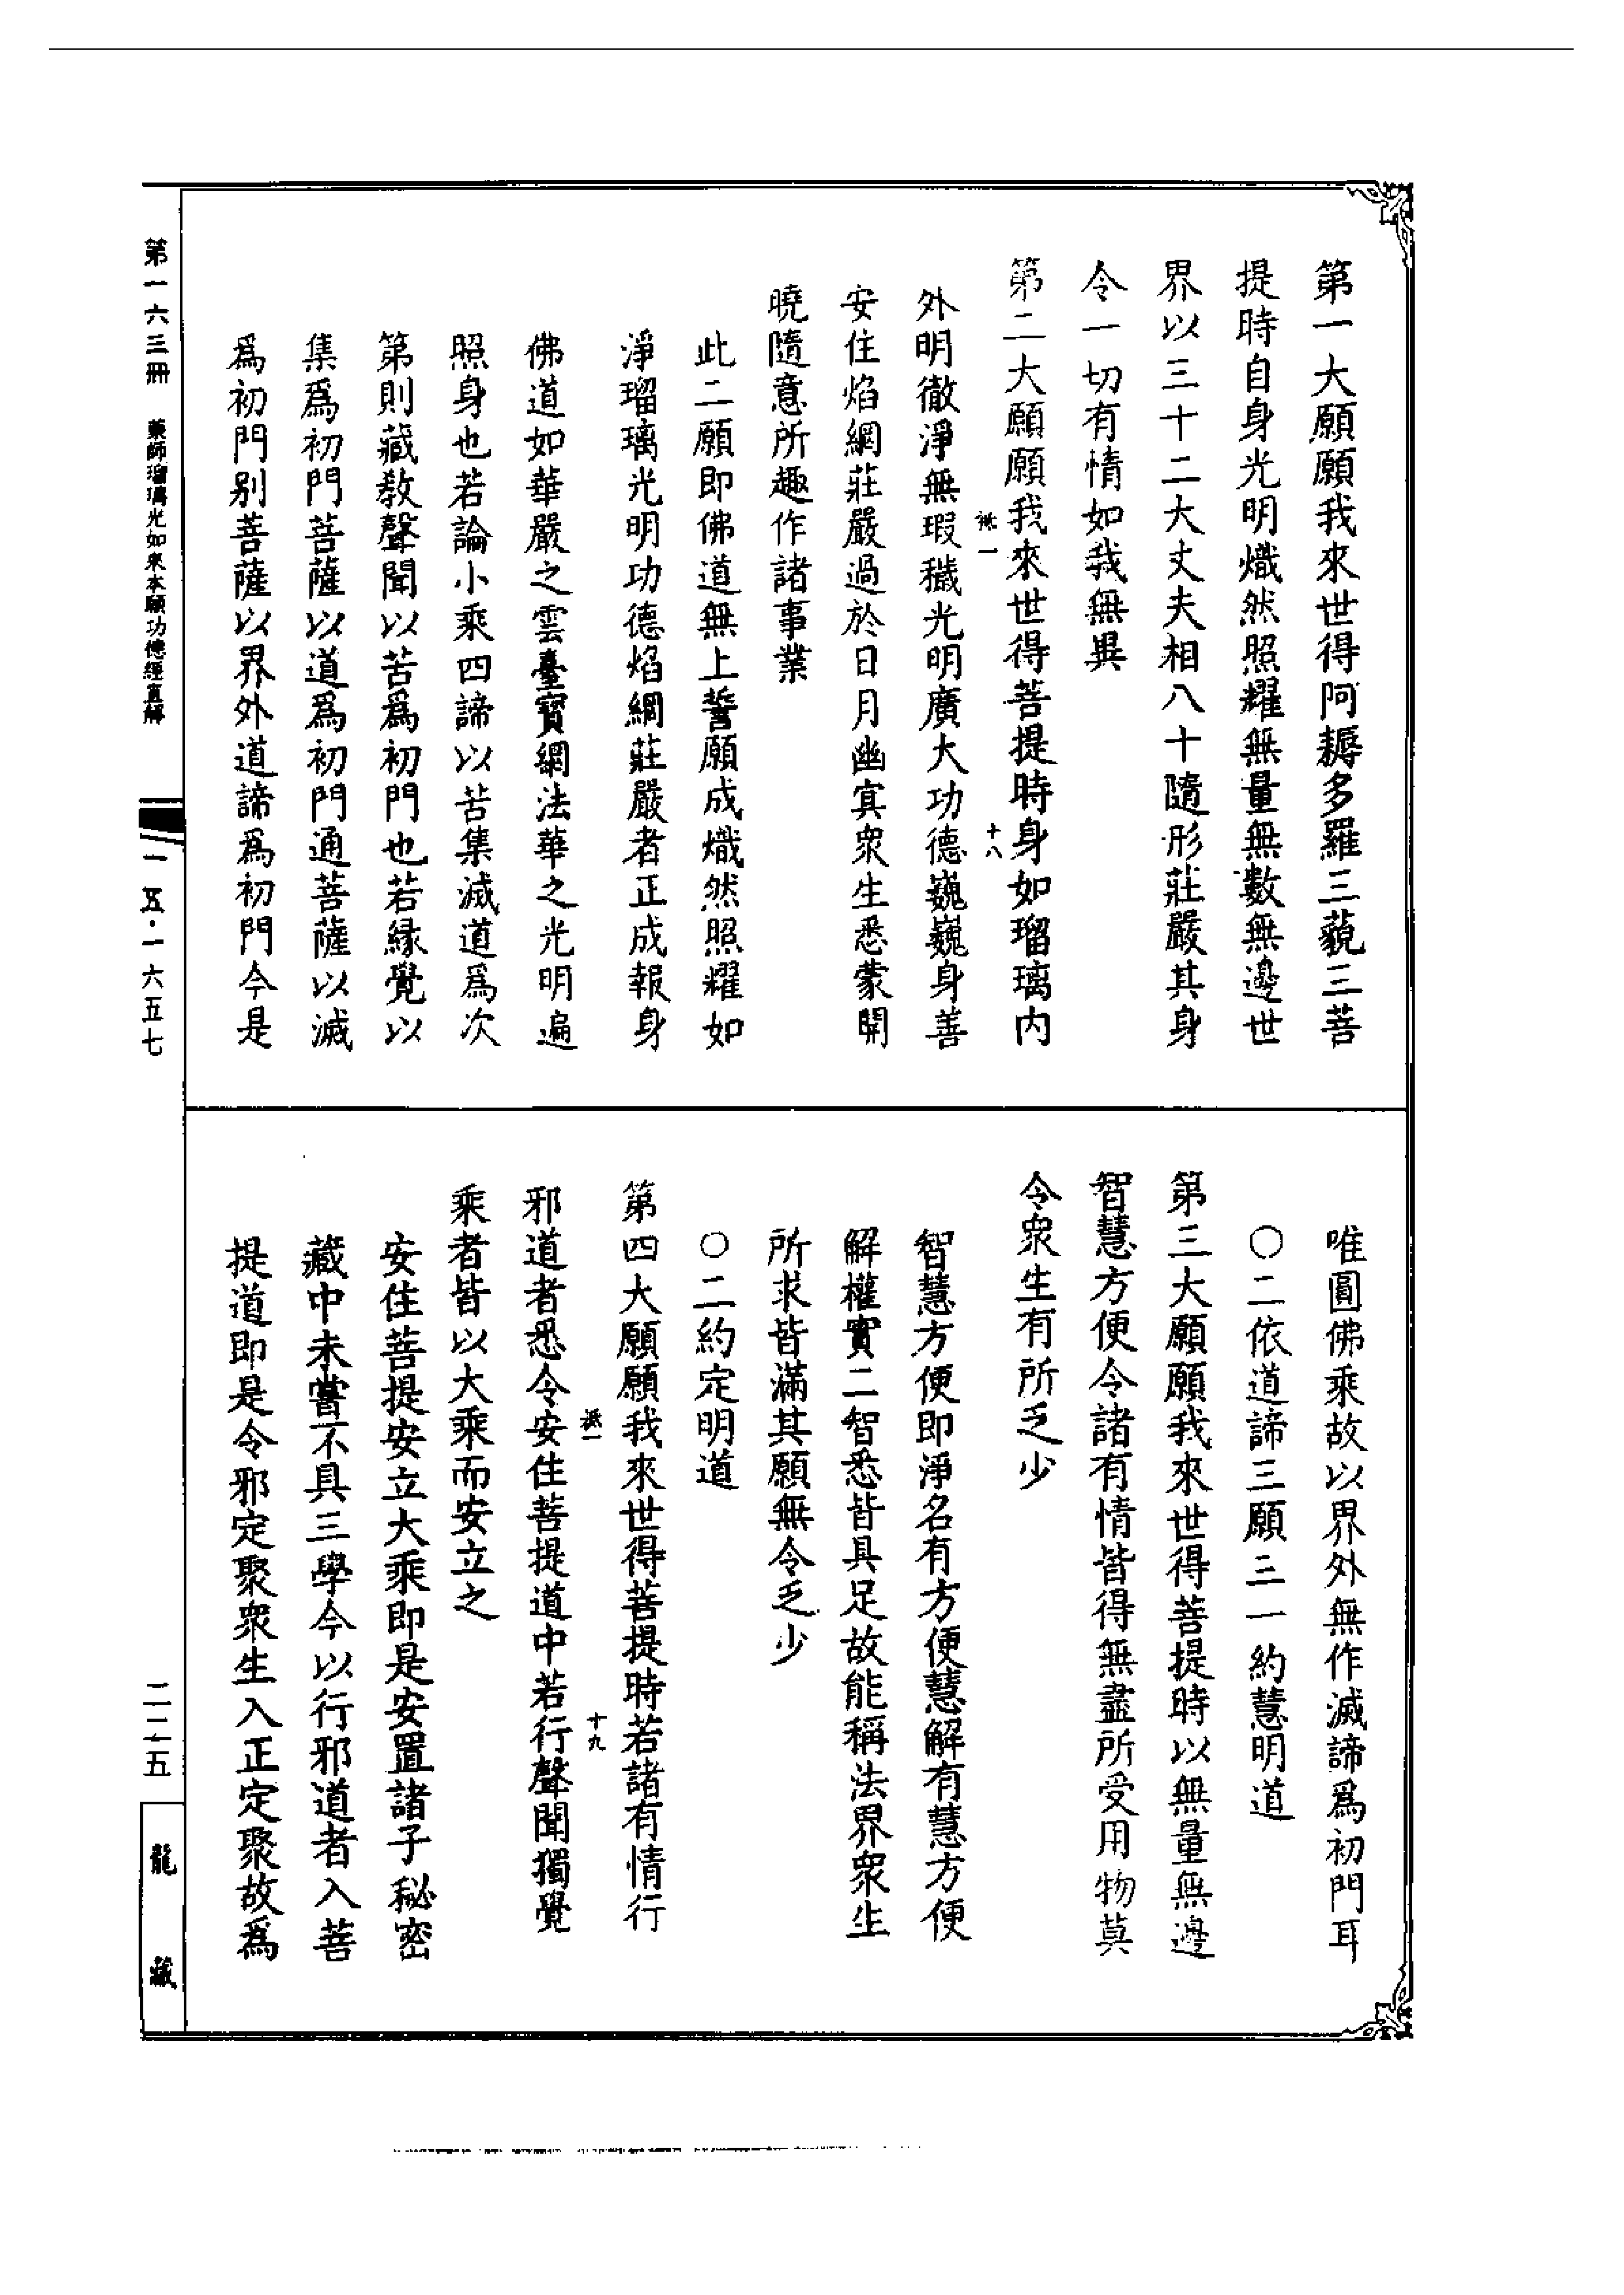 第一大願願我來世得阿耨多羅三藐三菩
提時自身光明熾然照耀無量無數無邊世
界以三十二大丈夫相八十隨形莊嚴其身
令一切有情如我無異
第二大願願我來世得菩提時身如瑠璃內
祇一
十八
外明徹淨無瑕穢光明廣大功德巍巍身善
安住焰網莊嚴過於日月幽冥衆生悉蒙開
曉隨意所趣作諸事業
此二願即佛道無上誓願成熾然照耀如
淨瑠璃光明功德焰網莊嚴者正成報身
佛道如華嚴之雲臺寶網法華之光明遍
照身也若論小乘四諦以苦集滅道爲次
第則藏教聲聞以苦爲初門也若緣覺以
集爲初門菩薩以道爲初門通菩薩以滅
爲初門別菩薩以界外道諦爲初門今是
唯圓佛乘故以界外無作滅諦爲初門耳
○二依道諦三願三一約慧明道
第三大願願我來世得菩提時以無量無邊
智慧方便令諸有情皆得無盡所受用物莫
令衆生有所乏少
智慧方便即淨名有方便慧解有慧方便
解權實二智悉皆具足故能稱法界衆生
所求皆滿其願無令乏少
○二約定明道
第四大願願我來世得菩提時若諸有情行
祇一
十九
邪道者悉令安住菩提道中若行聲聞獨覺
乘者皆以大乘而安立之
安住菩提安立大乘即是安置諸子秘密
藏中未嘗不具三學今以行邪道者入菩
提道即是令邪定聚衆生入正定聚故爲
第一六三冊 藥師瑠璃光如來本願功德經直解
一五·一六五七
二二五
龍藏